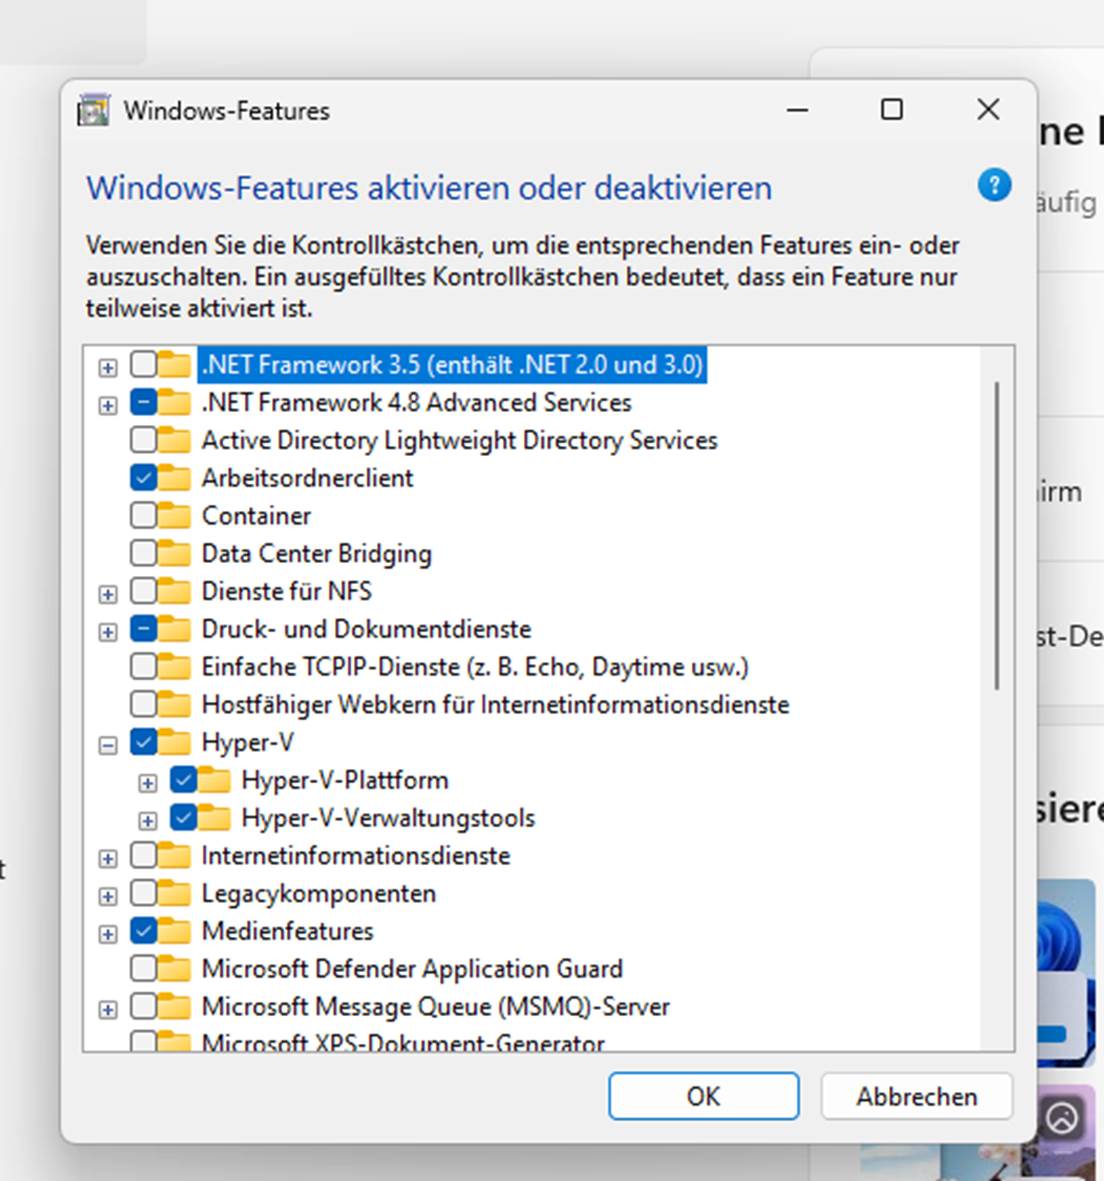 Windows-Features
ne
Windows-Features aktivieren oder deaktivieren
?
äufig
Verwenden Sie die Kontrollkästchen, um die entsprechenden Features ein- oder
auszuschalten. Ein ausgefülltes Kontrollkästchen bedeutet, dass ein Feature nur
teilweise aktiviert ist.
.NET Framework 3.5 (enthält .NET 2.0 und 3.0)
.NET Framework 4.8 Advanced Services
Active Directory Lightweight Directory Services
Arbeitsordnerclient
irm
Container
Data Center Bridging
Dienste für NFS
Druck- und Dokumentdienste
st-De
Einfache TCPIP-Dienste (z. B. Echo, Daytime usw.)
Hostfähiger Webkern für Internetinformationsdienste
Hyper-V
Hyper-V-Plattform
Hyper-V-Verwaltungstools
siere
Internetinformationsdienste
t
Legacykomponenten
Medienfeatures
Microsoft Defender Application Guard
Microsoft Message Queue (MSMQ)-Server
Microsoft XPS-Dokument-Generator
OK
Abbrechen